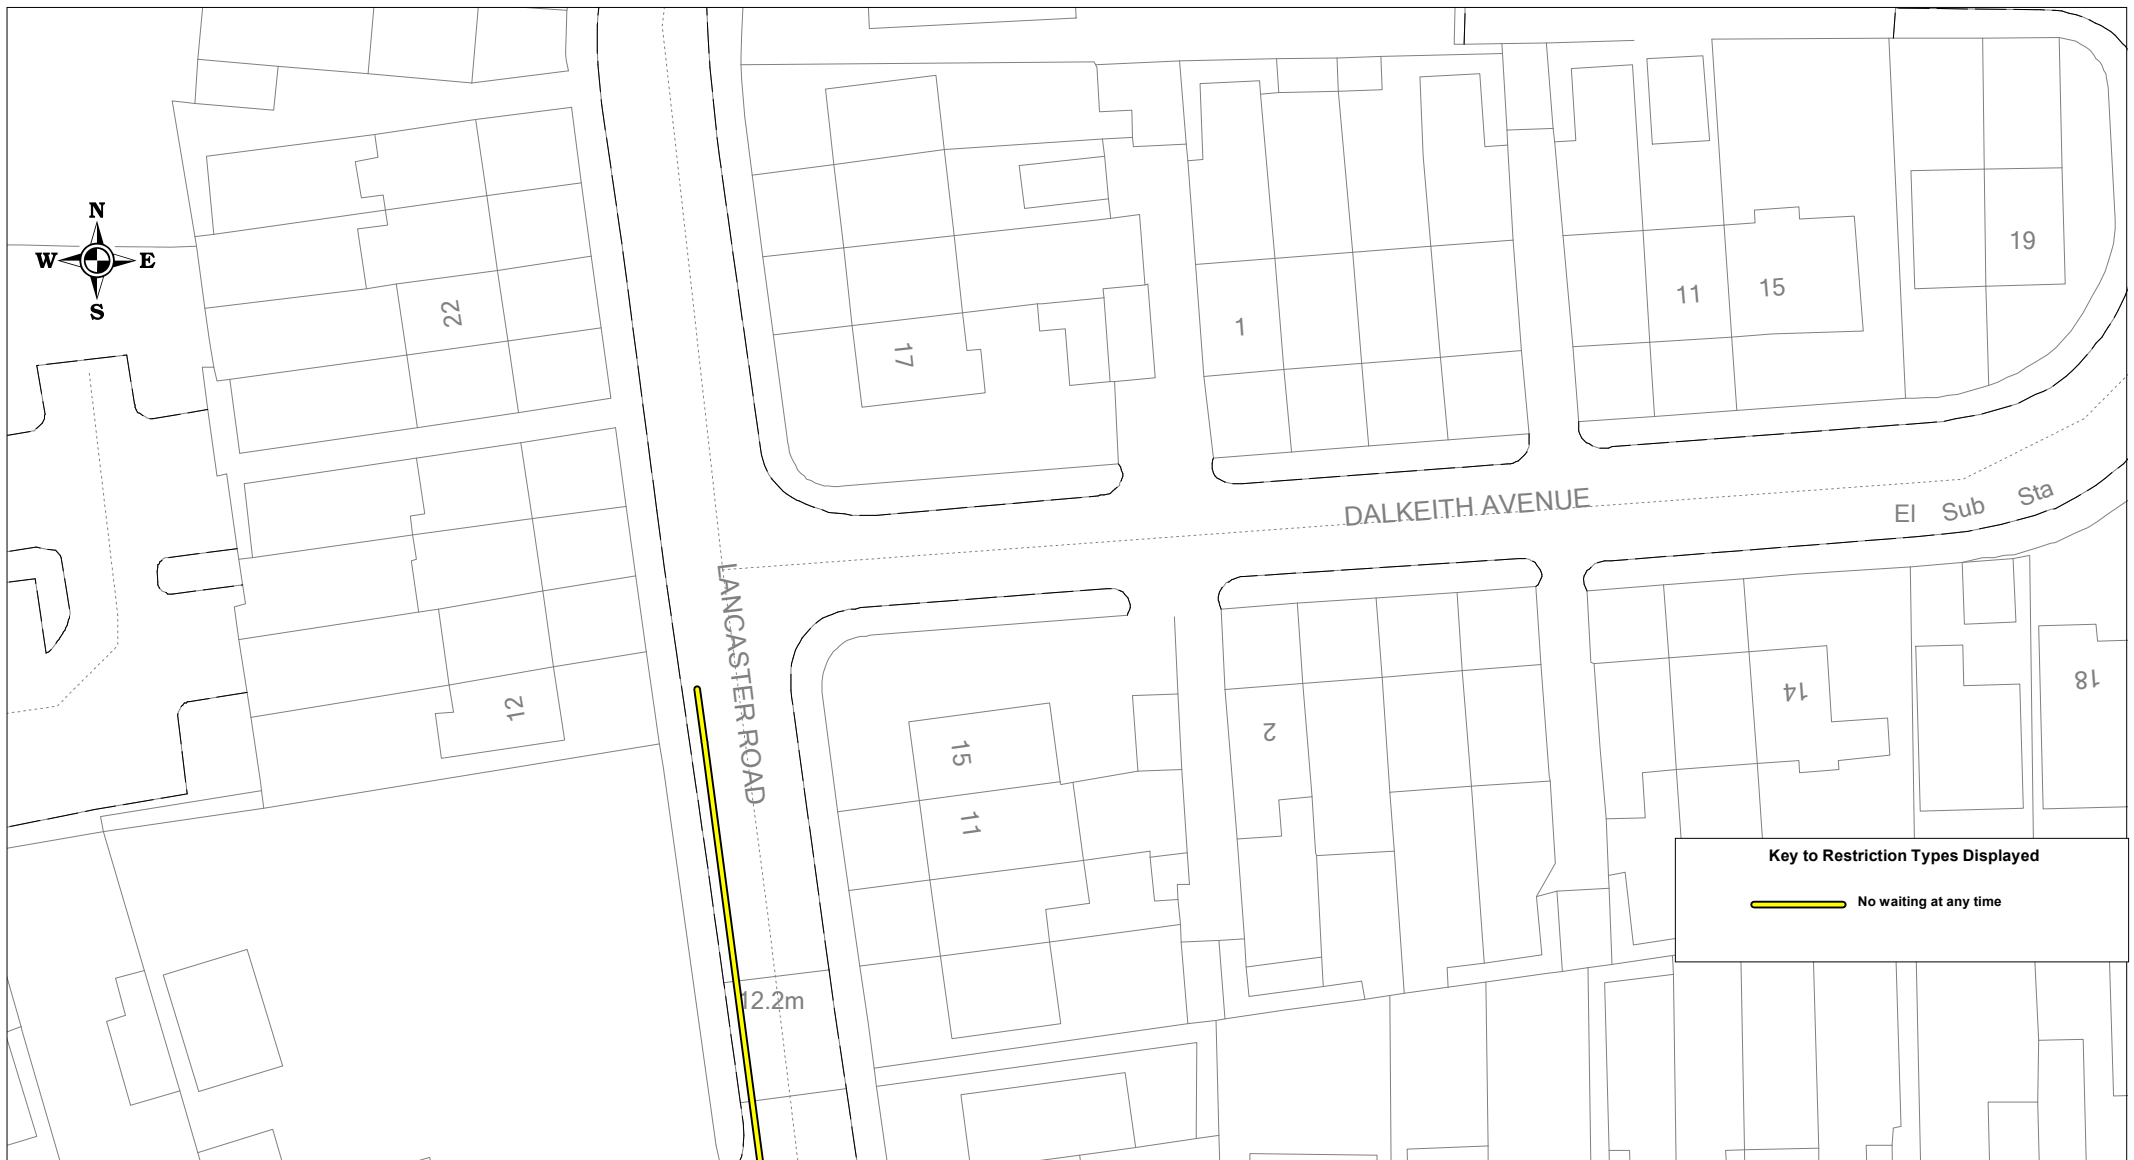 N
W E
S
22
17
1
11
15
19
DALKEITH AVENUE
El Sub Sta
LANCASTER ROAD
12
15
11
2
14
18
12.2m
Key to Restriction Types Displayed
No waiting at any time